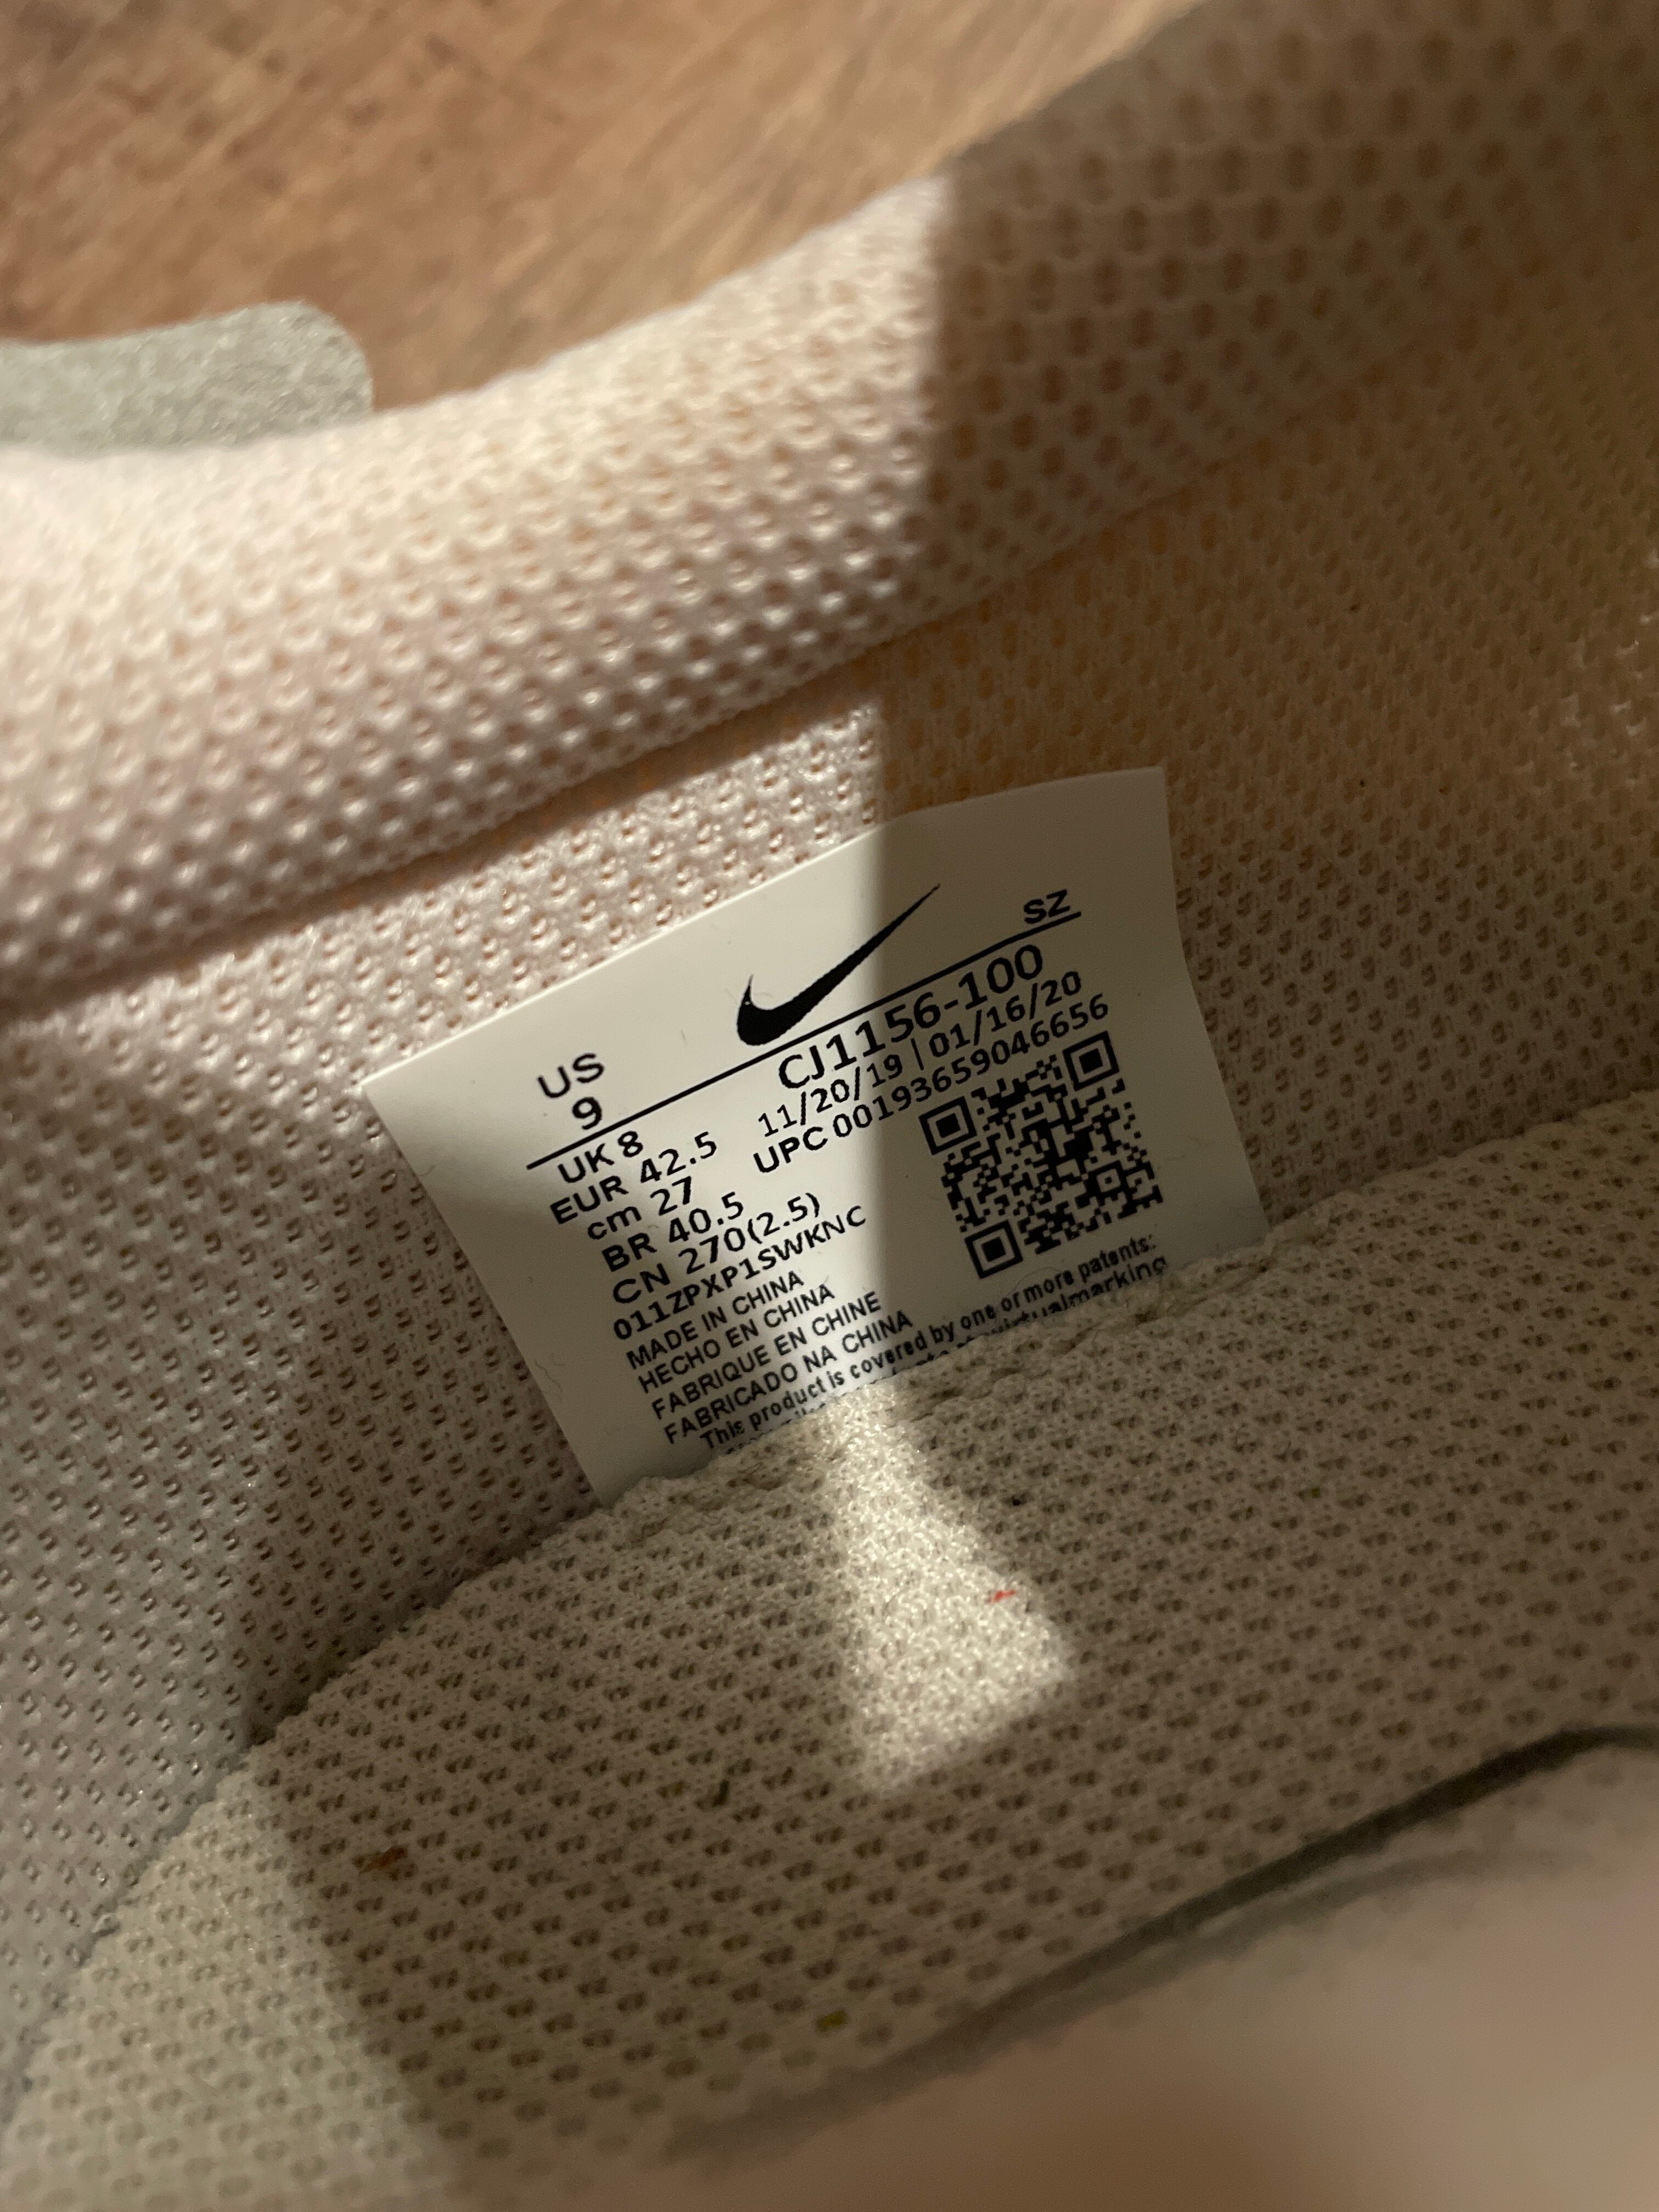 US
9
SZ
UK 8
EUR 42.5
cm 27
BR 40.5
CN 270(2.5)
011ZPXP1SWKNC
MADE IN CHINA
HECHO EN CHINA
FABRIQUE EN CHINE
FABRICADO NA CHINA
CJ1156-100
11/20/19 | 01/16/20
UPC 00193659046656
This product is covered by one or more patents:
virtualmarking